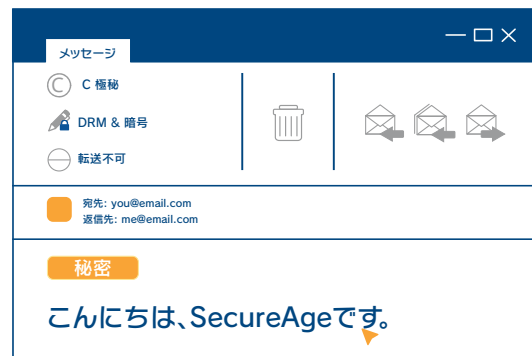 メッセージ
C 極秘
DRM & 暗号
転送不可
宛先: you@email.com
返信先: me@email.com
秘密
こんにちは、SecureAgeです。